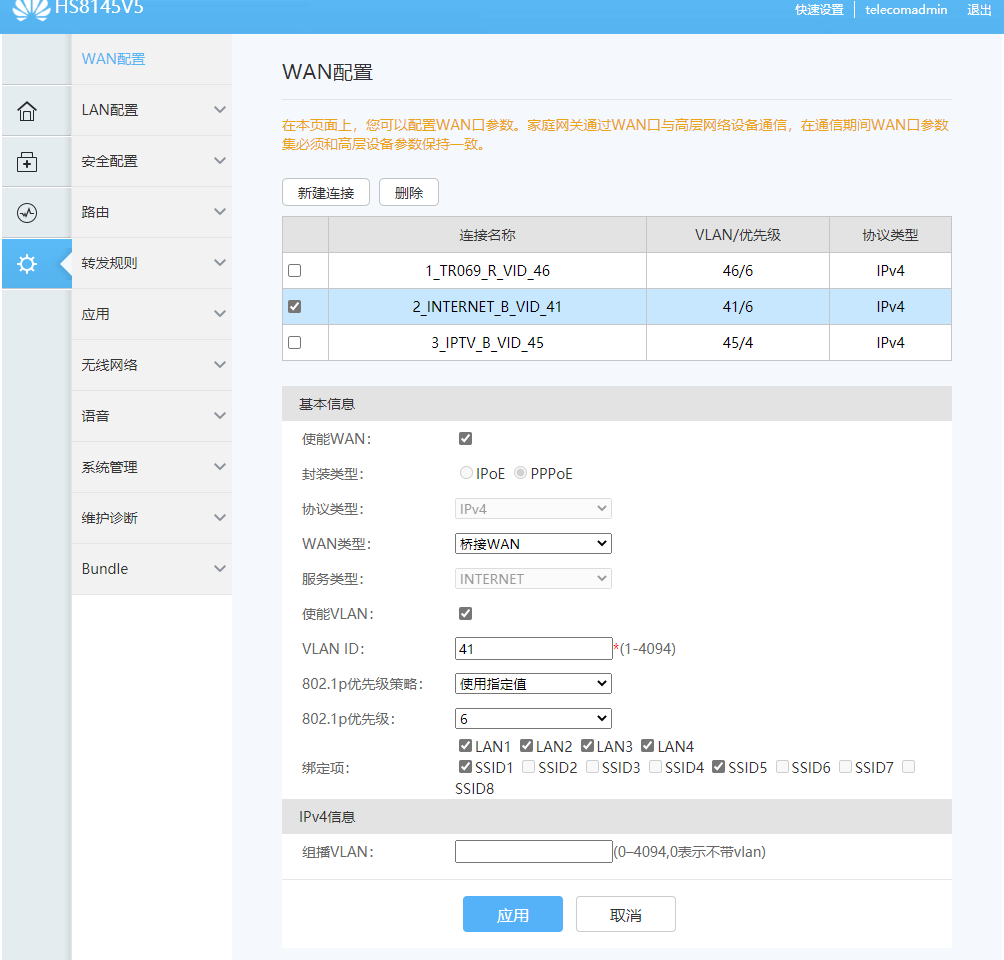 HS8145V5
快速设置 telecomadmin 退出
WAN配置
LAN配置
安全配置
路由
转发规则
应用
无线网络
语音
系统管理
维护诊断
Bundle
WAN配置
在本页面上，您可以配置WAN口参数。家庭网关通过WAN口与高层网络设备通信，在通信期间WAN口参数
集必须和高层设备参数保持一致。
新建连接 删除
连接名称 VLAN/优先级 协议类型
1_TR069_R_VID_46 46/6 IPv4
2_INTERNET_B_VID_41 41/6 IPv4
3_IPTV_B_VID_45 45/4 IPv4
基本信息
使能WAN：
封装类型： IPoE PPPoE
协议类型： IPv4
WAN类型： 桥接WAN
服务类型： INTERNET
使能VLAN：
VLAN ID： 41 *(1-4094)
802.1p优先级策略： 使用指定值
802.1p优先级： 6
LAN1 LAN2 LAN3 LAN4
绑定项： SSID1 SSID2 SSID3 SSID4 SSID5 SSID6 SSID7
SSID8
IPv4信息
组播VLAN： (0–4094,0表示不带vlan)
应用 取消